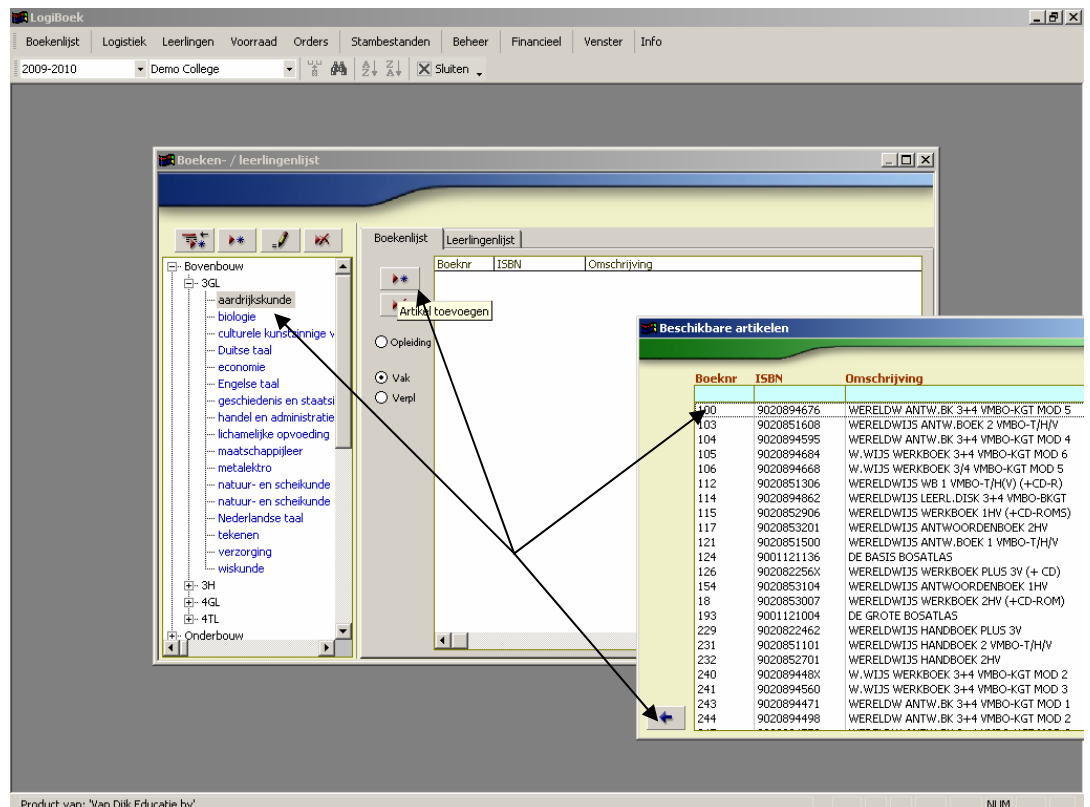 LogiBoek
Boekenlijst Logistiek Leerlingen Voorraad Orders Stambestanden Beheer Financieel Venster Info
2009-2010 Demo College Sluiten
Boeken- / leerlingenlijst
Boekenlijst Leerlingenlijst
Boeknr ISBN Omschrijving
Artikel toevoegen
Opleiding
Vak
Verpl
Bovenbouw
3GL
aardrijkskunde
biologie
culturele kunstzinnige v
Duitse taal
economie
Engelse taal
geschiedenis en staatsi
handel en administratie
lichamelijke opvoeding
maatschappijleer
metalektro
natuur- en scheikunde
natuur- en scheikunde
Nederlandse taal
tekenen
verzorging
wiskunde
3H
4GL
4TL
Onderbouw
Beschikbare artikelen
Boeknr ISBN Omschrijving
100 9020894676 WERELDW ANTW.BK 3+4 VMBO-KGT MOD 5
103 9020851608 WERELDWIJS ANTW.BOEK 2 VMBO-T/H/V
104 9020894595 WERELDW ANTW.BK 3+4 VMBO-KGT MOD 4
105 9020894684 W.WIJS WERKBOEK 3+4 VMBO-KGT MOD 6
106 9020894668 W.WIJS WERKBOEK 3/4 VMBO-KGT MOD 5
112 9020851306 WERELDWIJS WB 1 VMBO-T/H(V) (+CD-R)
114 9020894862 WERELDWIJS LEERL.DISK 3+4 VMBO-BKGT
115 9020852906 WERELDWIJS WERKBOEK 1HV (+CD-ROMS)
117 9020853201 WERELDWIJS ANTWOORDENBOEK 2HV
121 9020851500 WERELDWIJS ANTW.BOEK 1 VMBO-T/H/V
124 9001121136 DE BASIS BOSATLAS
126 902082256X WERELDWIJS WERKBOEK PLUS 3V (+ CD)
154 9020853104 WERELDWIJS ANTWOORDENBOEK 1HV
18 9020853007 WERELDWIJS WERKBOEK 2HV (+CD-ROM)
193 9001121004 DE GROTE BOSATLAS
229 9020822462 WERELDWIJS HANDBOEK PLUS 3V
231 9020851101 WERELDWIJS HANDBOEK 2 VMBO-T/H/V
232 9020852701 WERELDWIJS HANDBOEK 2HV
240 902089448X W.WIJS WERKBOEK 3+4 VMBO-KGT MOD 2
241 9020894560 W.WIJS WERKBOEK 3+4 VMBO-KGT MOD 3
243 9020894471 WERELDW ANTW.BK 3+4 VMBO-KGT MOD 1
244 9020894498 WERELDW ANTW.BK 3+4 VMBO-KGT MOD 2
Product van: 'Van Dijk Educatie bv' NUM